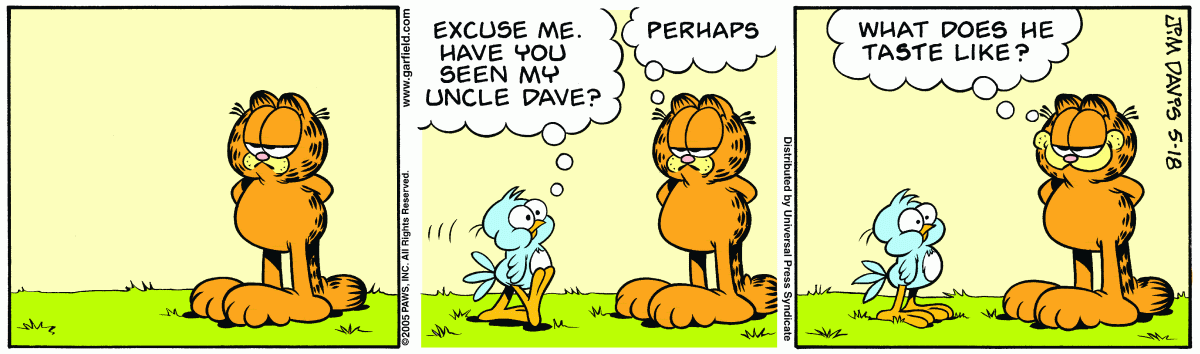 www.garfield.com
©2005 PAWS, INC. All Rights Reserved.
EXCUSE ME.
HAVE YOU
SEEN MY
UNCLE DAVE?
PERHAPS
Distributed by Universal Press Syndicate
WHAT DOES HE
TASTE LIKE?
JIM DAVIS 5-18